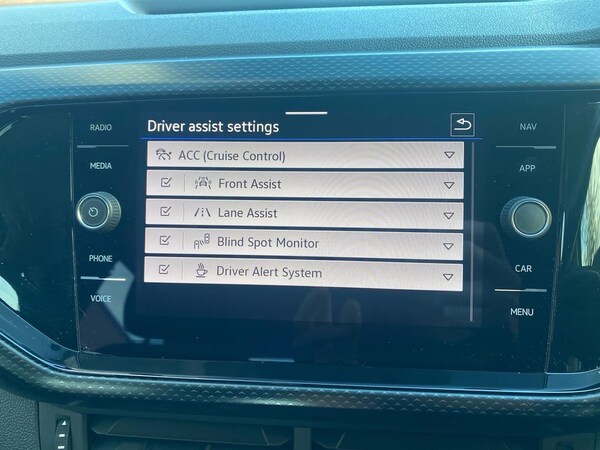 RADIO
MEDIA
PHONE
VOICE
Driver assist settings
ACC (Cruise Control)
Front Assist
Lane Assist
Blind Spot Monitor
Driver Alert System
NAV
APP
CAR
MENU